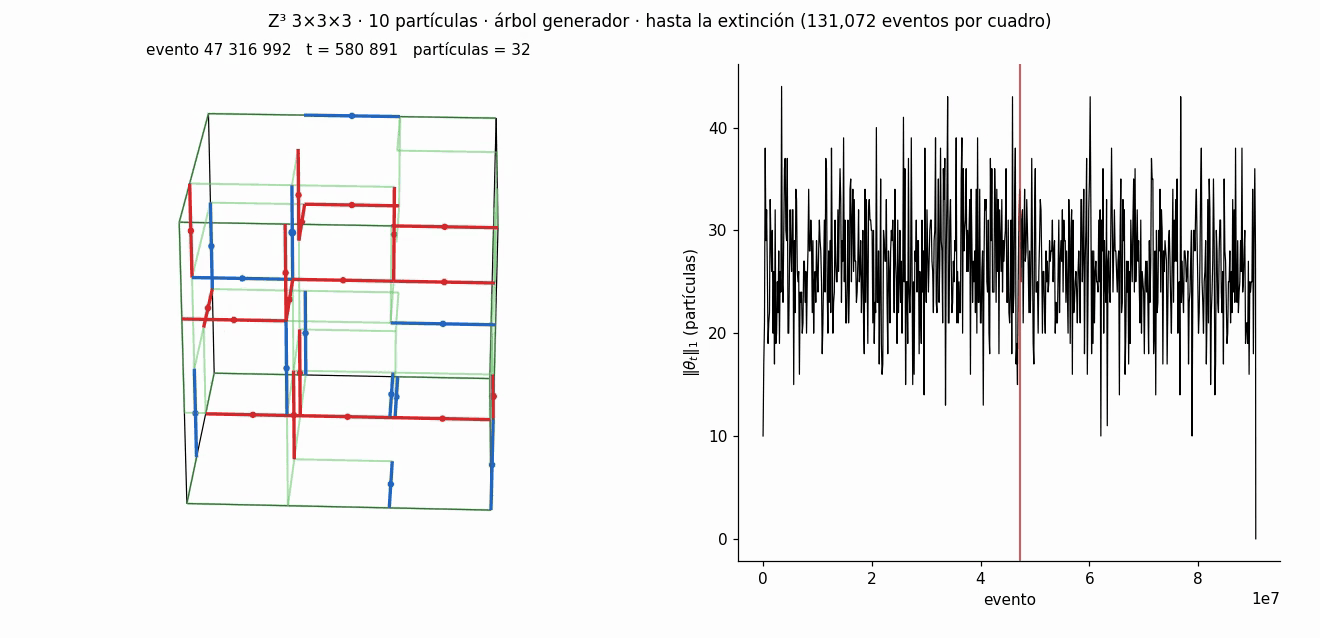 Z³ 3×3×3 · 10 partículas · árbol generador · hasta la extinción (131,072 eventos por cuadro)
evento 47 316 992 t = 580 891 partículas = 32
40
30
20
10
0
‖θₜ‖₁ (partículas)
0 2 4 6 8
evento
1e7